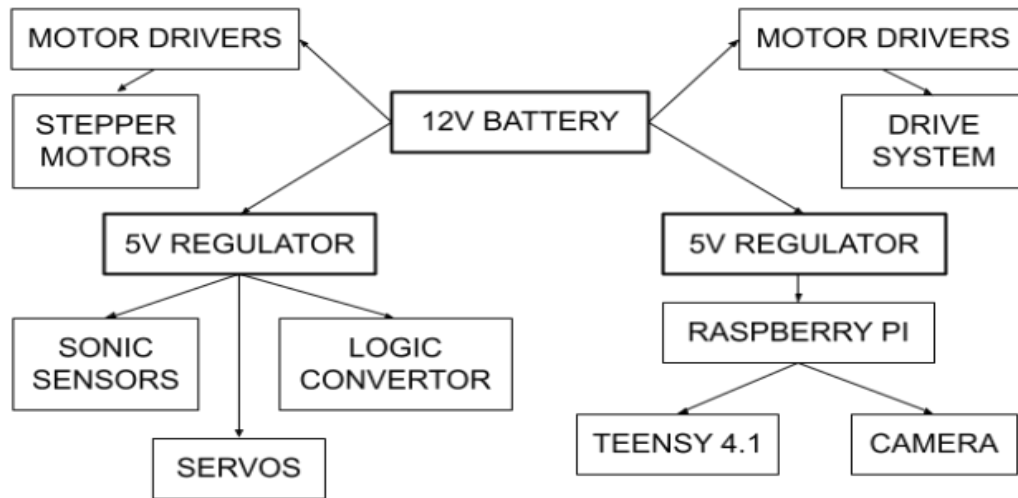 MOTOR DRIVERS
MOTOR DRIVERS
12V BATTERY
STEPPER
MOTORS
DRIVE
SYSTEM
5V REGULATOR
5V REGULATOR
SONIC
SENSORS
LOGIC
CONVERTOR
RASPBERRY PI
SERVOS
TEENSY 4.1
CAMERA